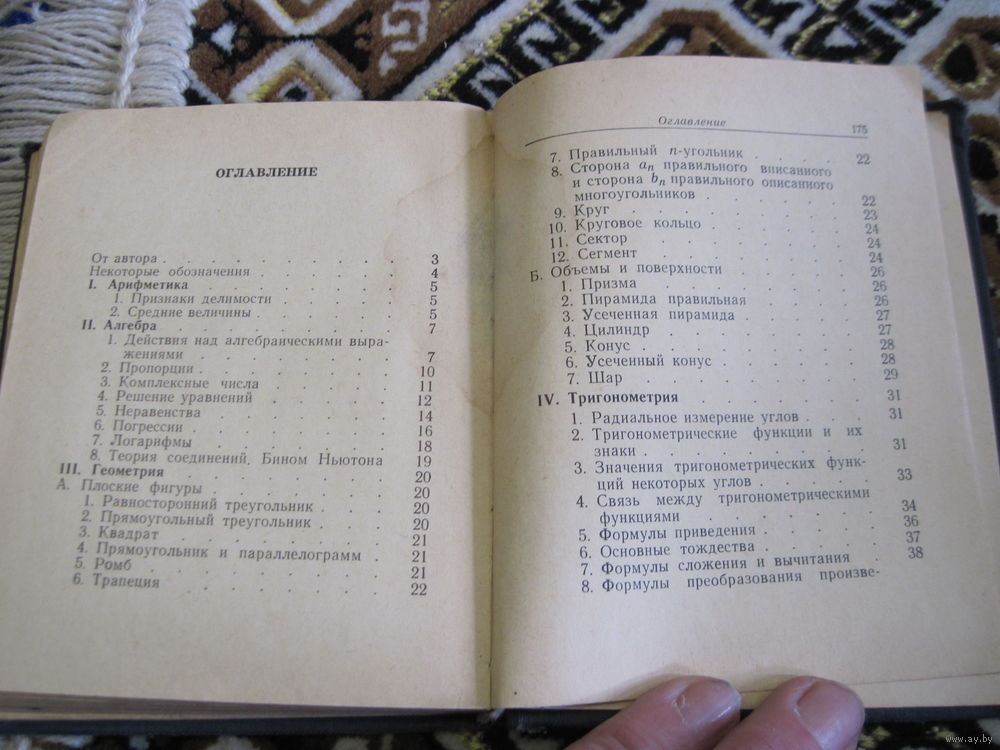 ОГЛАВЛЕНИЕ
От автора . . . . . . . . . . 3
Некоторые обозначения . . . . . . 4
I. Арифметика . . . . . . . . . 5
1. Признаки делимости . . . . . 5
2. Средние величины . . . . . . 5
II. Алгебра . . . . . . . . . . 7
1. Действия над алгебраическими выра-
жениями . . . . . . . . . 7
2. Пропорции . . . . . . . . . 10
3. Комплексные числа . . . . . . 11
4. Решение уравнений . . . . . . 12
5. Неравенства . . . . . . . . 14
6. Погрессии . . . . . . . . . 16
7. Логарифмы . . . . . . . . 18
8. Теория соединений. Бином Ньютона 19
III. Геометрия . . . . . . . . . 20
А. Плоские фигуры . . . . . . . 20
1. Равносторонний треугольник . . . 20
2. Прямоугольный треугольник . . . 20
3. Квадрат . . . . . . . . . 21
4. Прямоугольник и параллелограмм . 21
5. Ромб . . . . . . . . . . 21
6. Трапеция . . . . . . . . . 22
Оглавление 175
7. Правильный n-угольник . . . . 22
8. Сторона aₙ правильного вписанного
и сторона bₙ правильного описанного
многоугольников . . . . . . . 22
9. Круг . . . . . . . . . . 23
10. Круговое кольцо . . . . . . 24
11. Сектор . . . . . . . . . 24
12. Сегмент . . . . . . . . . 24
Б. Объемы и поверхности . . . . . 26
1. Призма . . . . . . . . . 26
2. Пирамида правильная . . . . . 26
3. Усеченная пирамида . . . . . 27
4. Цилиндр . . . . . . . . . 27
5. Конус . . . . . . . . . . 28
6. Усеченный конус . . . . . . 28
7. Шар . . . . . . . . . . 29
IV. Тригонометрия . . . . . . . . 31
1. Радиальное измерение углов . . . 31
2. Тригонометрические функции и их
знаки . . . . . . . . . . 31
3. Значения тригонометрических функ-
ций некоторых углов . . . . . 33
4. Связь между тригонометрическими
функциями . . . . . . . . 34
5. Формулы приведения . . . . . 36
6. Основные тождества . . . . . 37
7. Формулы сложения и вычитания . 38
8. Формулы преобразования произве-
www.ay.by